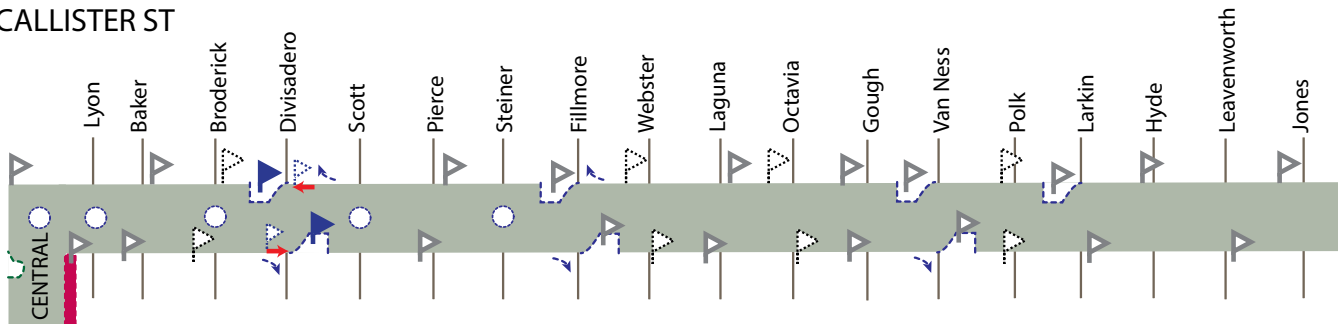 CALLISTER ST
Lyon
Baker
Broderick
Divisadero
Scott
Pierce
Steiner
Fillmore
Webster
Laguna
Octavia
Gough
Van Ness
Polk
Larkin
Hyde
Leavenworth
Jones
CENTRAL